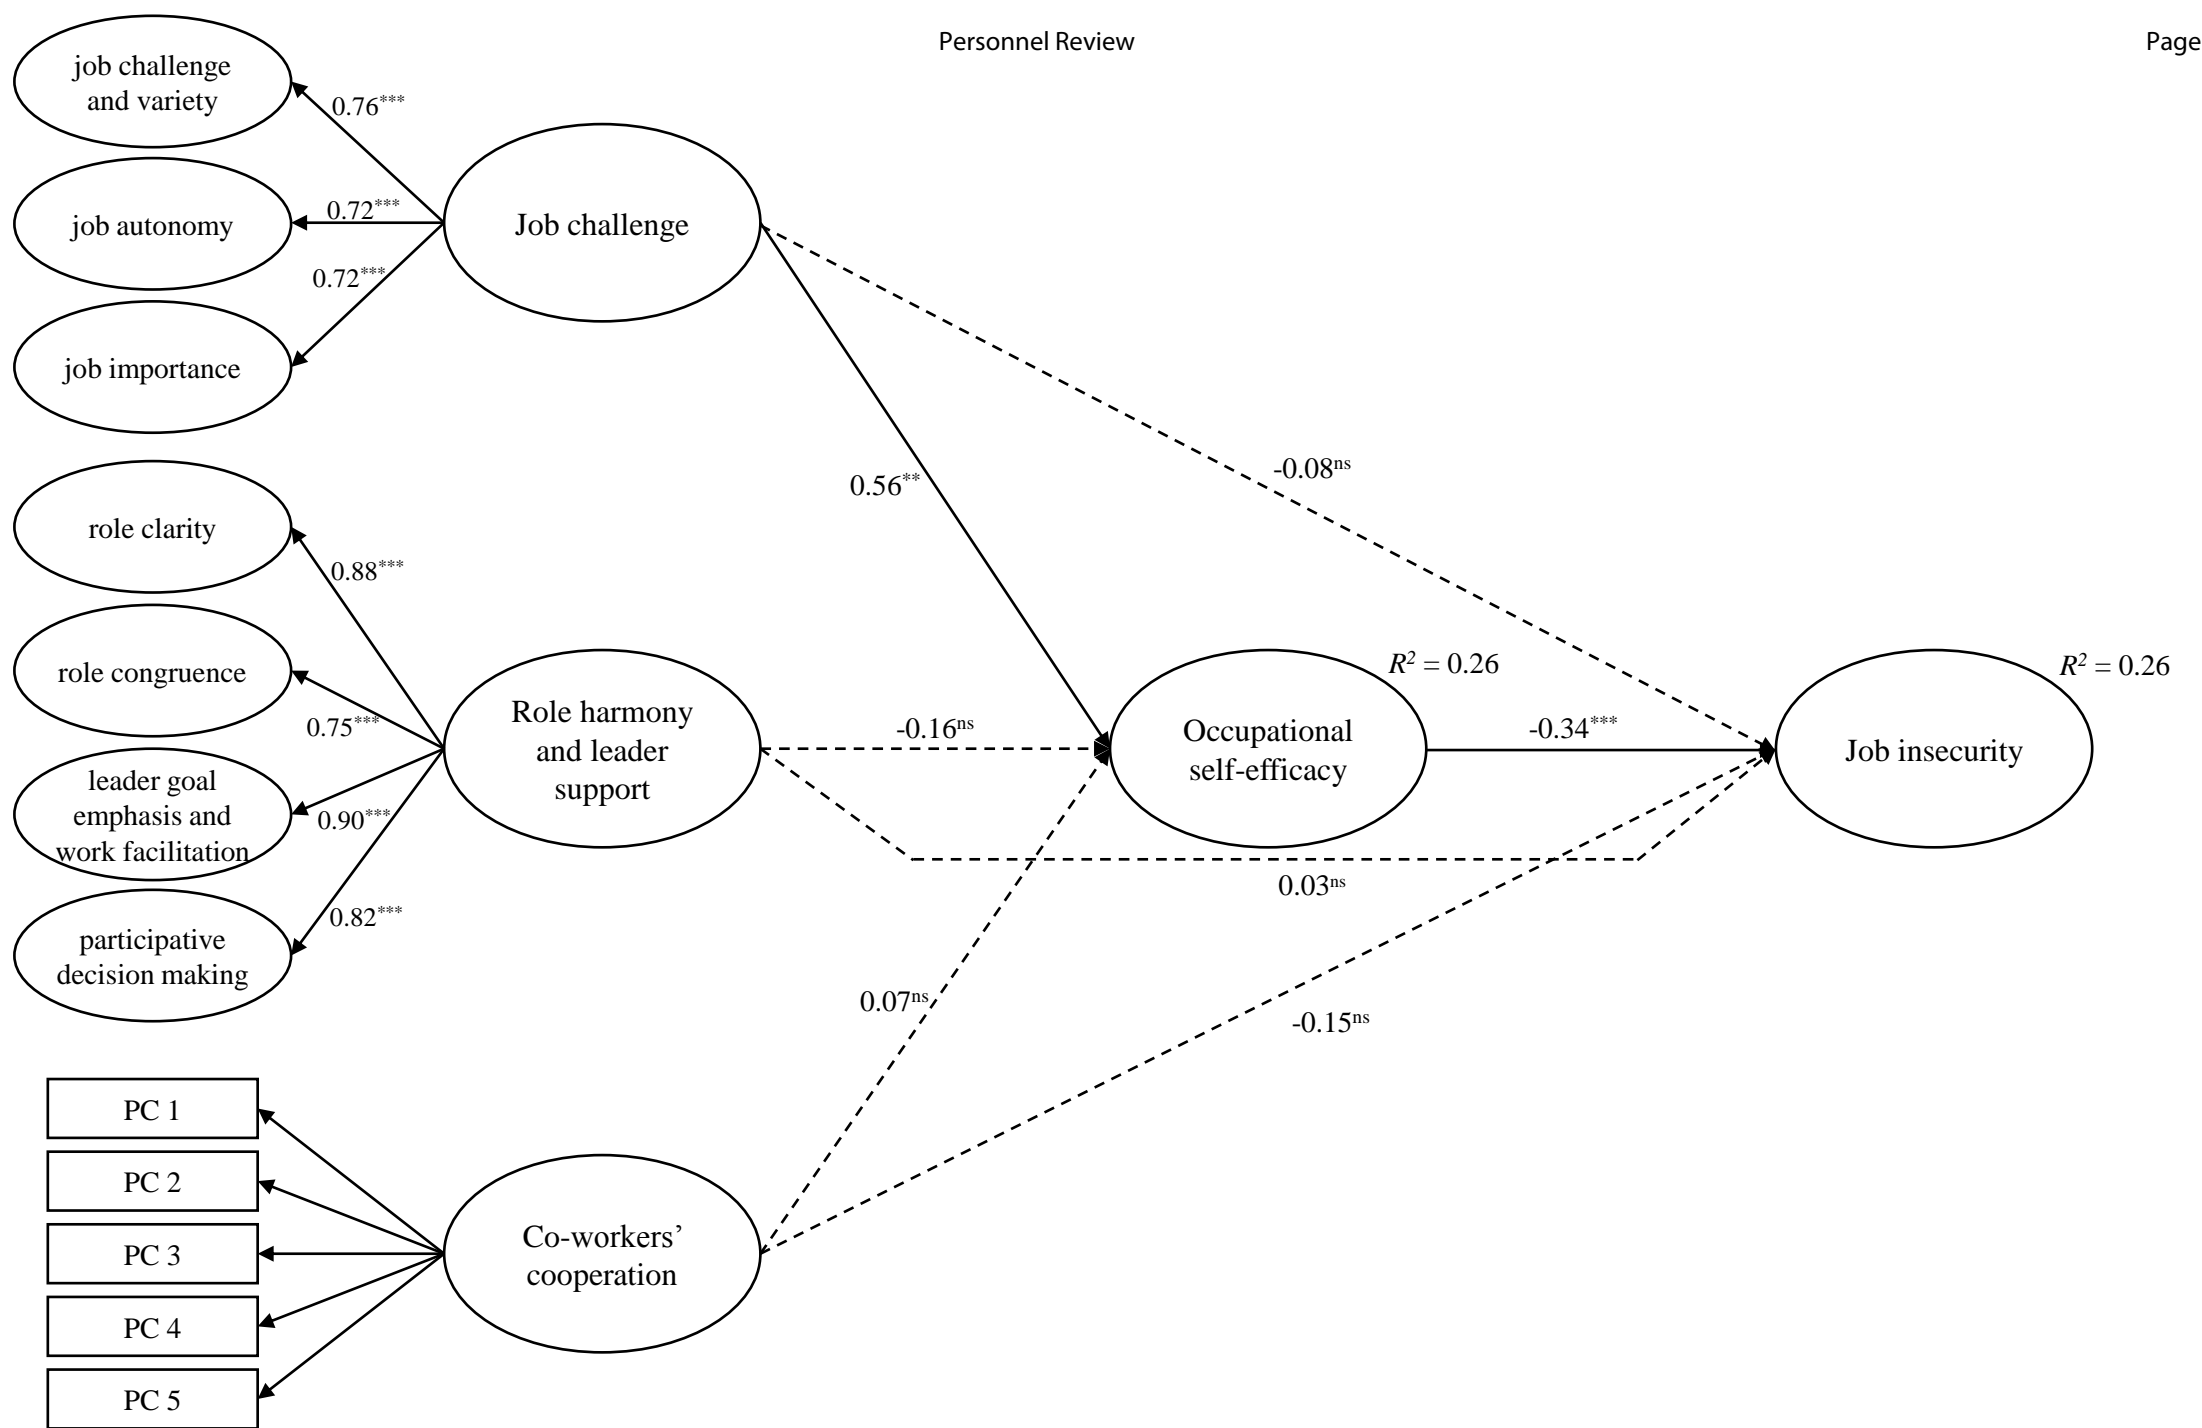 Personnel Review
Page
job challenge
and variety
0.76***
job autonomy
0.72***
job importance
0.72***
Job challenge
role clarity
0.88***
role congruence
0.75***
leader goal
emphasis and
work facilitation
0.90***
participative
decision making
0.82***
Role harmony
and leader
support
PC 1
PC 2
PC 3
PC 4
PC 5
Co-workers’
cooperation
0.56**
-0.08ns
-0.16ns
0.03ns
0.07ns
-0.15ns
Occupational
self-efficacy
R2 = 0.26
-0.34***
Job insecurity
R2 = 0.26